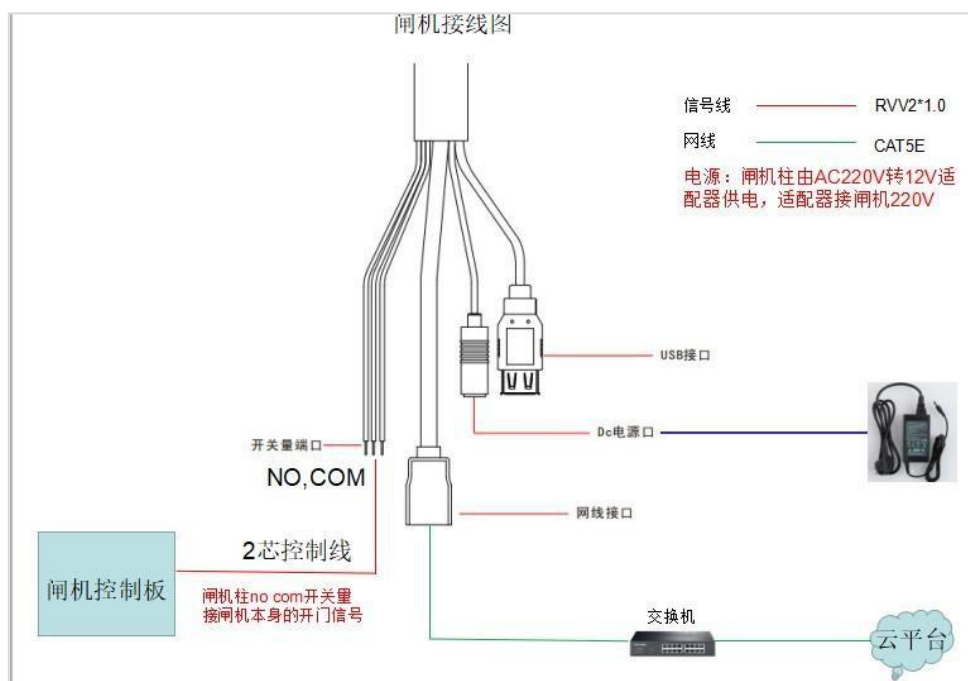 闸机接线图
信号线 RVV2*1.0
网线 CAT5E
电源：闸机柱由AC220V转12V适
配器供电，适配器接闸机220V
USB接口
Dc电源口
开关量端口
NO,COM
网线接口
2芯控制线
闸机控制板
闸机柱no com开关量
接闸机本身的开门信号
交换机
云平台